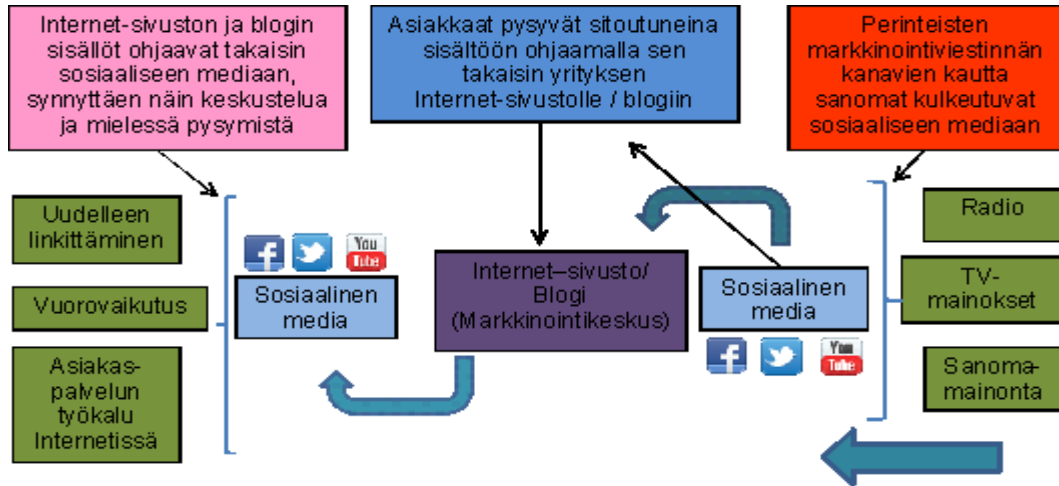 Internet-sivuston ja blogin
sisällöt ohjaavat takaisin
sosiaaliseen mediaan,
synnyttäen näin keskustelua
ja mielessä pysymistä
Asiakkaat pysyvät sitoutuneina
sisältöön ohjaamalla sen
takaisin yrityksen
Internet-sivustolle / blogiin
Perinteisten
markkinointiviestinnän
kanavien kautta
sanomat kulkeutuvat
sosiaaliseen mediaan
Uudelleen
linkittäminen
Vuorovaikutus
Asiakas-
palvelun
työkalu
Internetissä
You
Tube
Sosiaalinen
media
Internet–sivusto/
Blogi
(Markkinointikeskus)
Sosiaalinen
media
You
Tube
Radio
TV-
mainokset
Sanoma-
mainonta